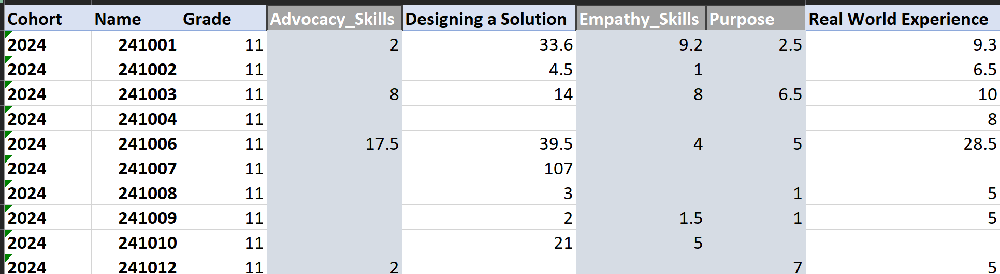 Cohort Name Grade Advocacy_Skills Designing a Solution Empathy_Skills Purpose Real World Experience
2024 241001 11 2 33.6 9.2 2.5 9.3
2024 241002 11 4.5 1 6.5
2024 241003 11 8 14 8 6.5 10
2024 241004 11 8
2024 241006 11 17.5 39.5 4 5 28.5
2024 241007 11 107
2024 241008 11 3 1 5
2024 241009 11 2 1.5 1 5
2024 241010 11 21 5
2024 241012 11 2 7 5